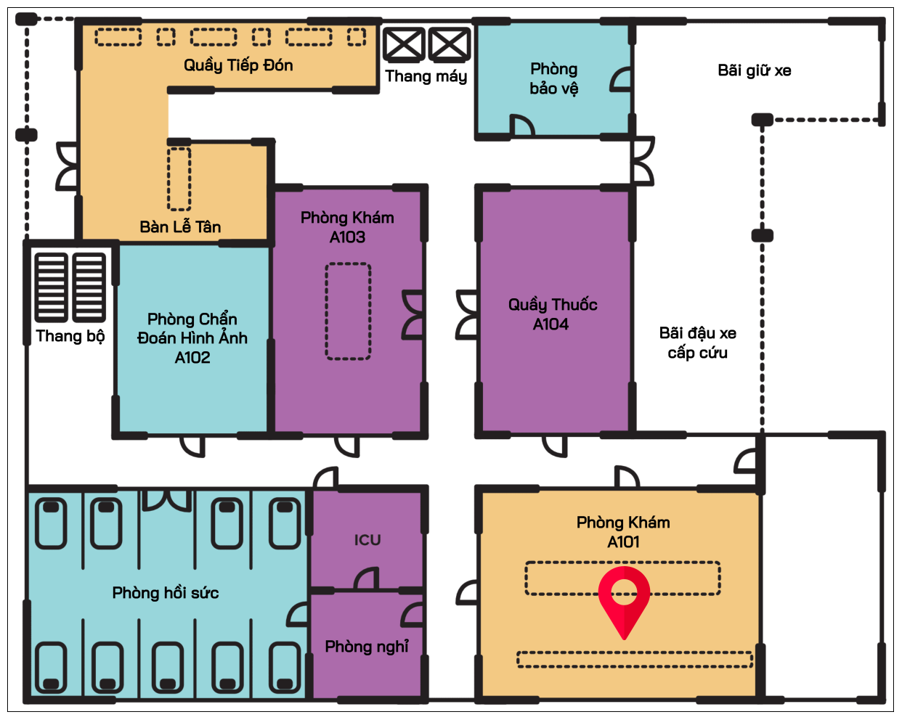 Quầy Tiếp Đón
Thang máy
Phòng
bảo vệ
Bãi giữ xe
Bàn Lễ Tân
Phòng Khám
A103
Thang bộ
Phòng Chẩn
Đoán Hình Ảnh
A102
Quầy Thuốc
A104
Bãi đậu xe
cấp cứu
Phòng Khám
A101
ICU
Phòng hồi sức
Phòng nghỉ